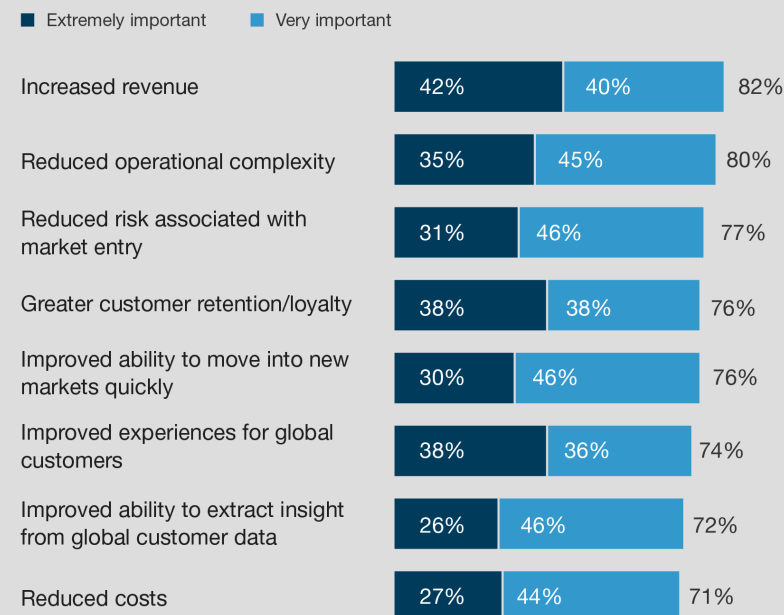 Extremely important Very important
Increased revenue 42% 40% 82%
Reduced operational complexity 35% 45% 80%
Reduced risk associated with
market entry 31% 46% 77%
Greater customer retention/loyalty 38% 38% 76%
Improved ability to move into new
markets quickly 30% 46% 76%
Improved experiences for global
customers 38% 36% 74%
Improved ability to extract insight
from global customer data 26% 46% 72%
Reduced costs 27% 44% 71%